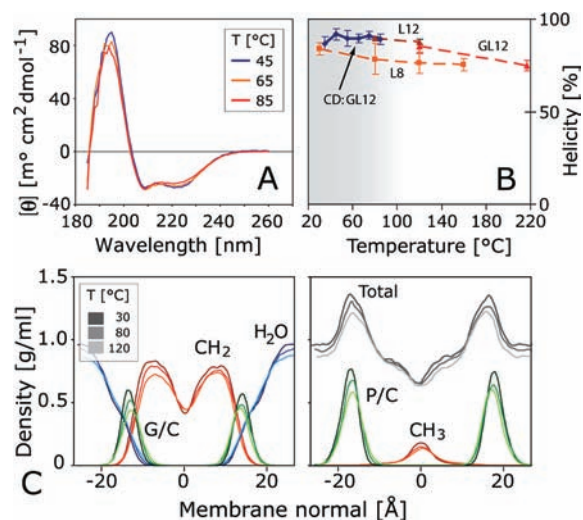 T [°C]
45
65
85
80
40
0
-40
[θ] [m° cm² dmol⁻¹]
180 200 220 240 260
Wavelength [nm]
A
L12
GL12
L8
CD:GL12
B
100
50
0
Helicity [%]
20 40 60 80 100 120 140 160 180 200 220
Temperature [°C]
T [°C]
30
80
120
1.5
1.0
0.5
0
Density [g/ml]
H₂O
CH₂
G/C
C
-20 0 20
Total
P/C
CH₃
-20 0 20
Membrane normal [Å]